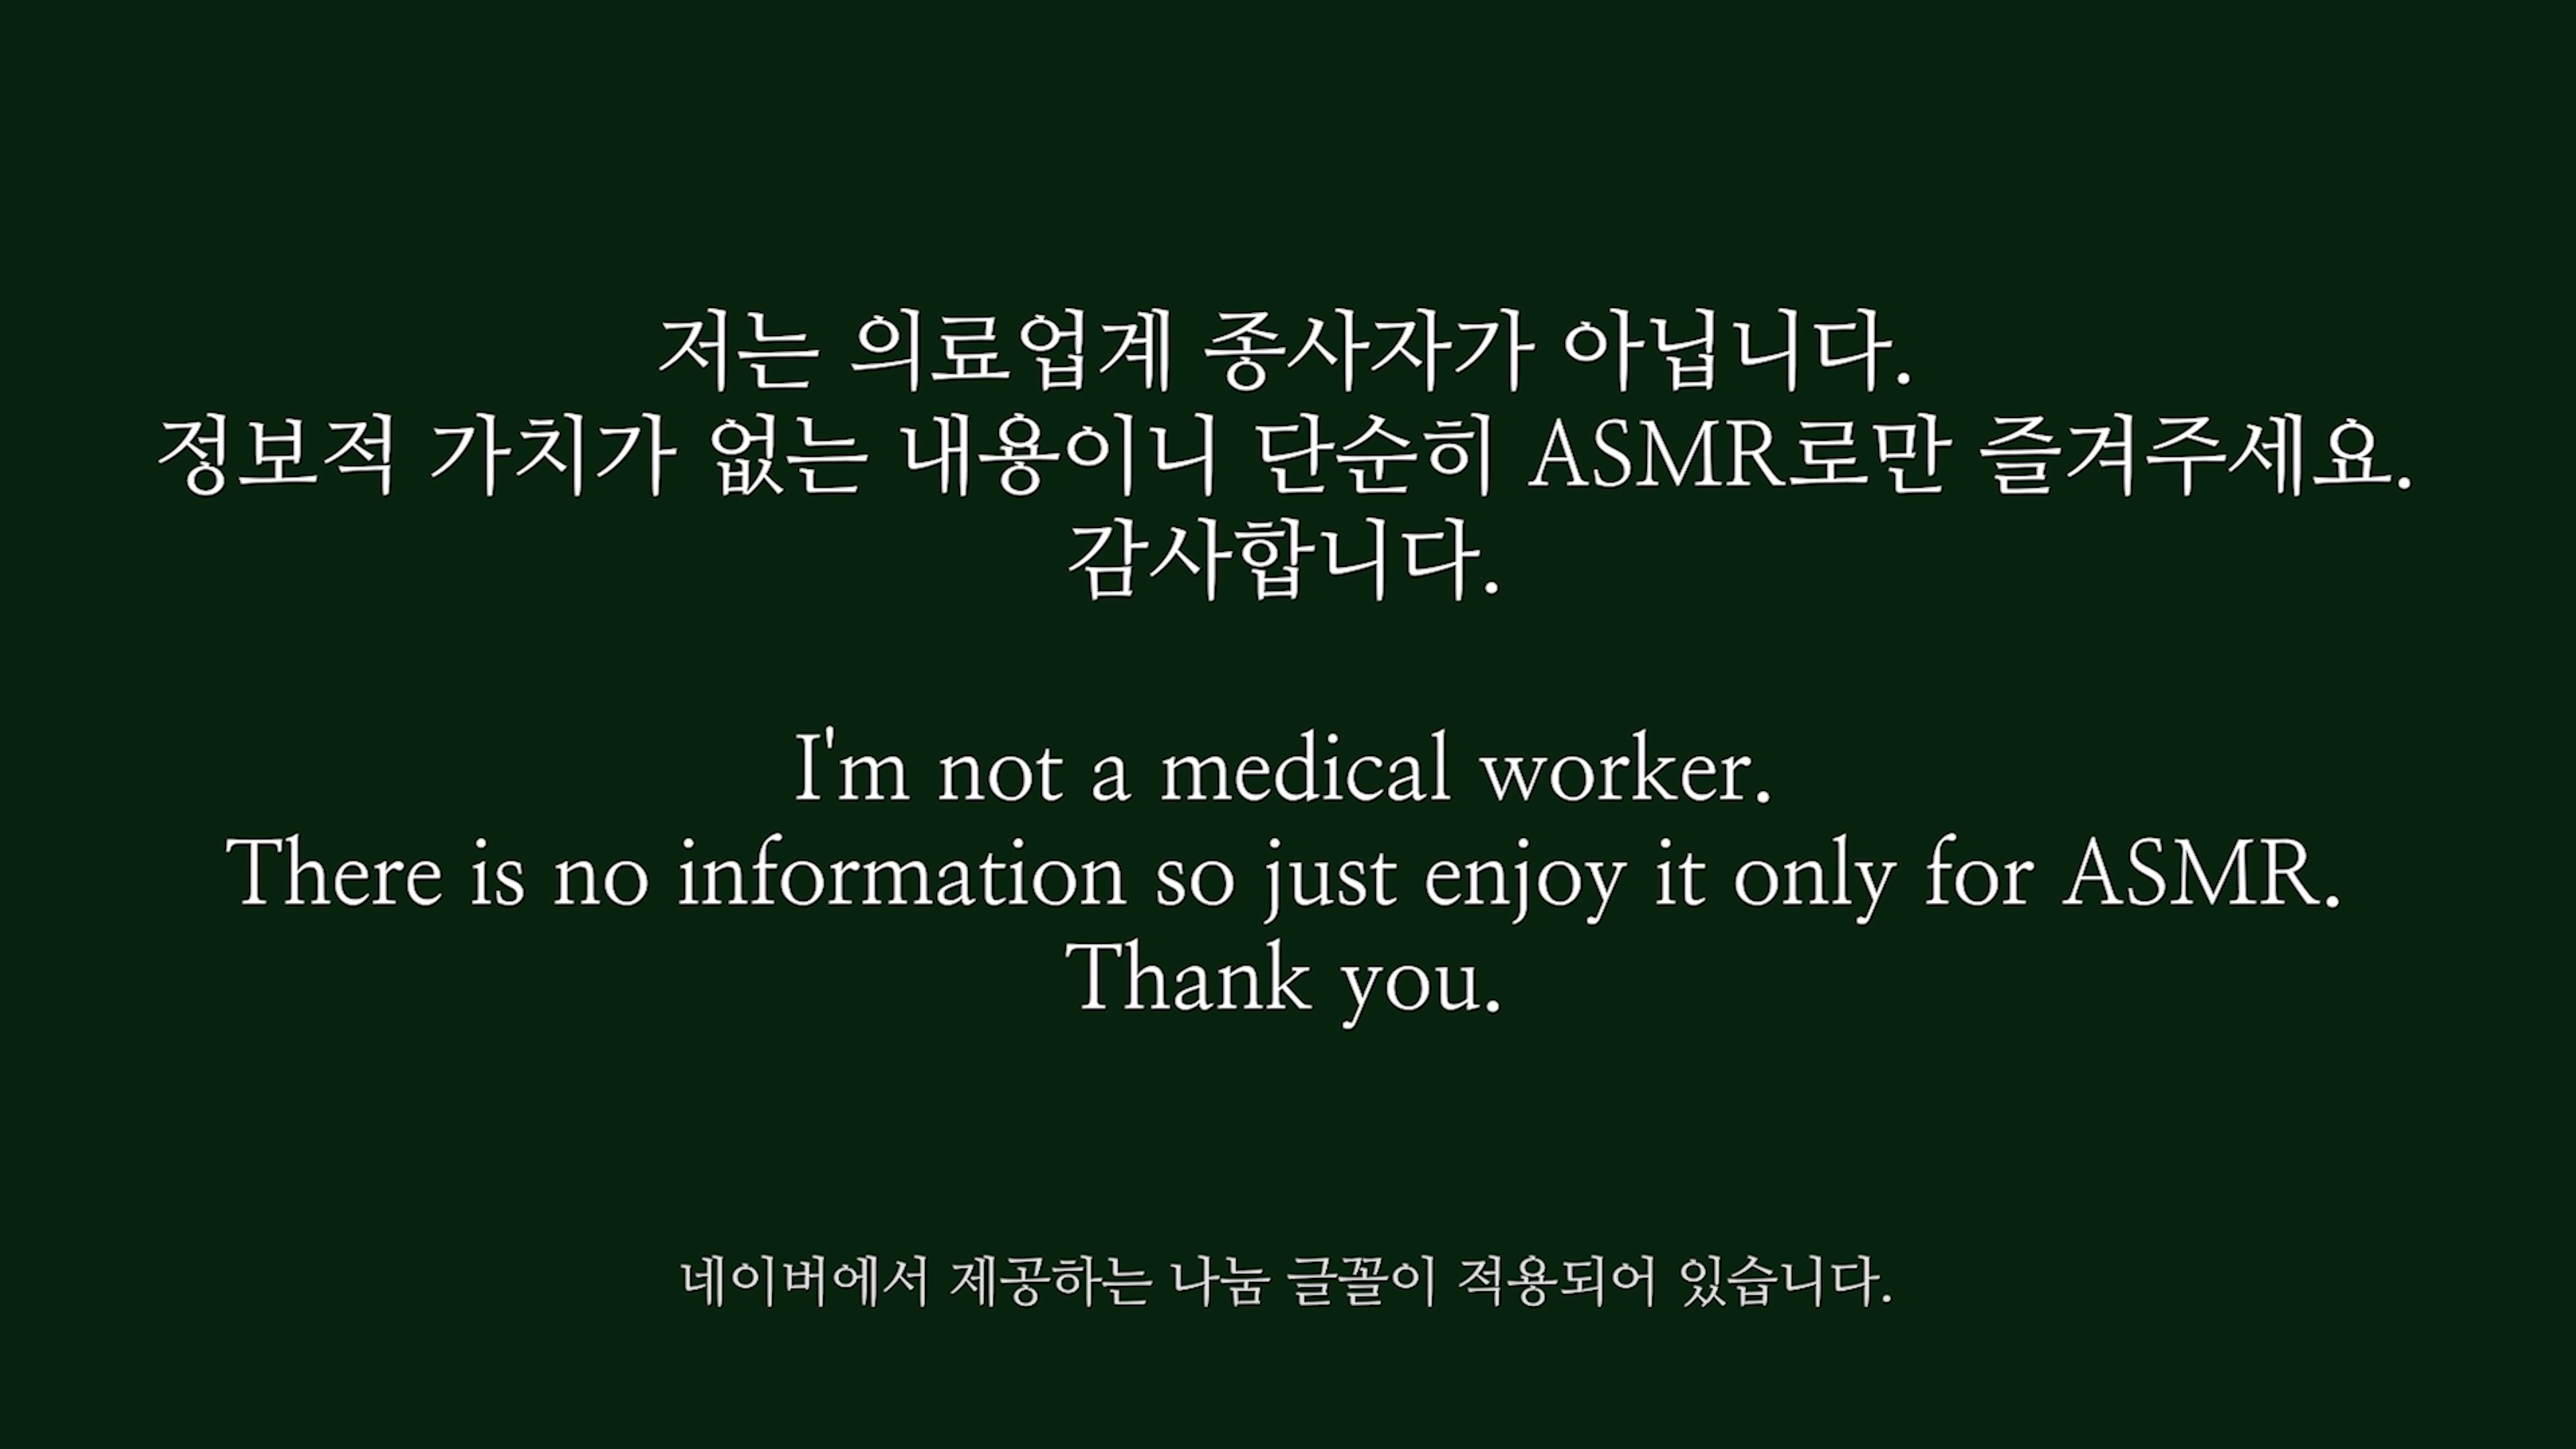 저는 의료업계 종사자가 아닙니다.
정보적 가치가 없는 내용이니 단순히 ASMR로만 즐겨주세요.
감사합니다.
I'm not a medical worker.
There is no information so just enjoy it only for ASMR.
Thank you.
네이버에서 제공하는 나눔 글꼴이 적용되어 있습니다.